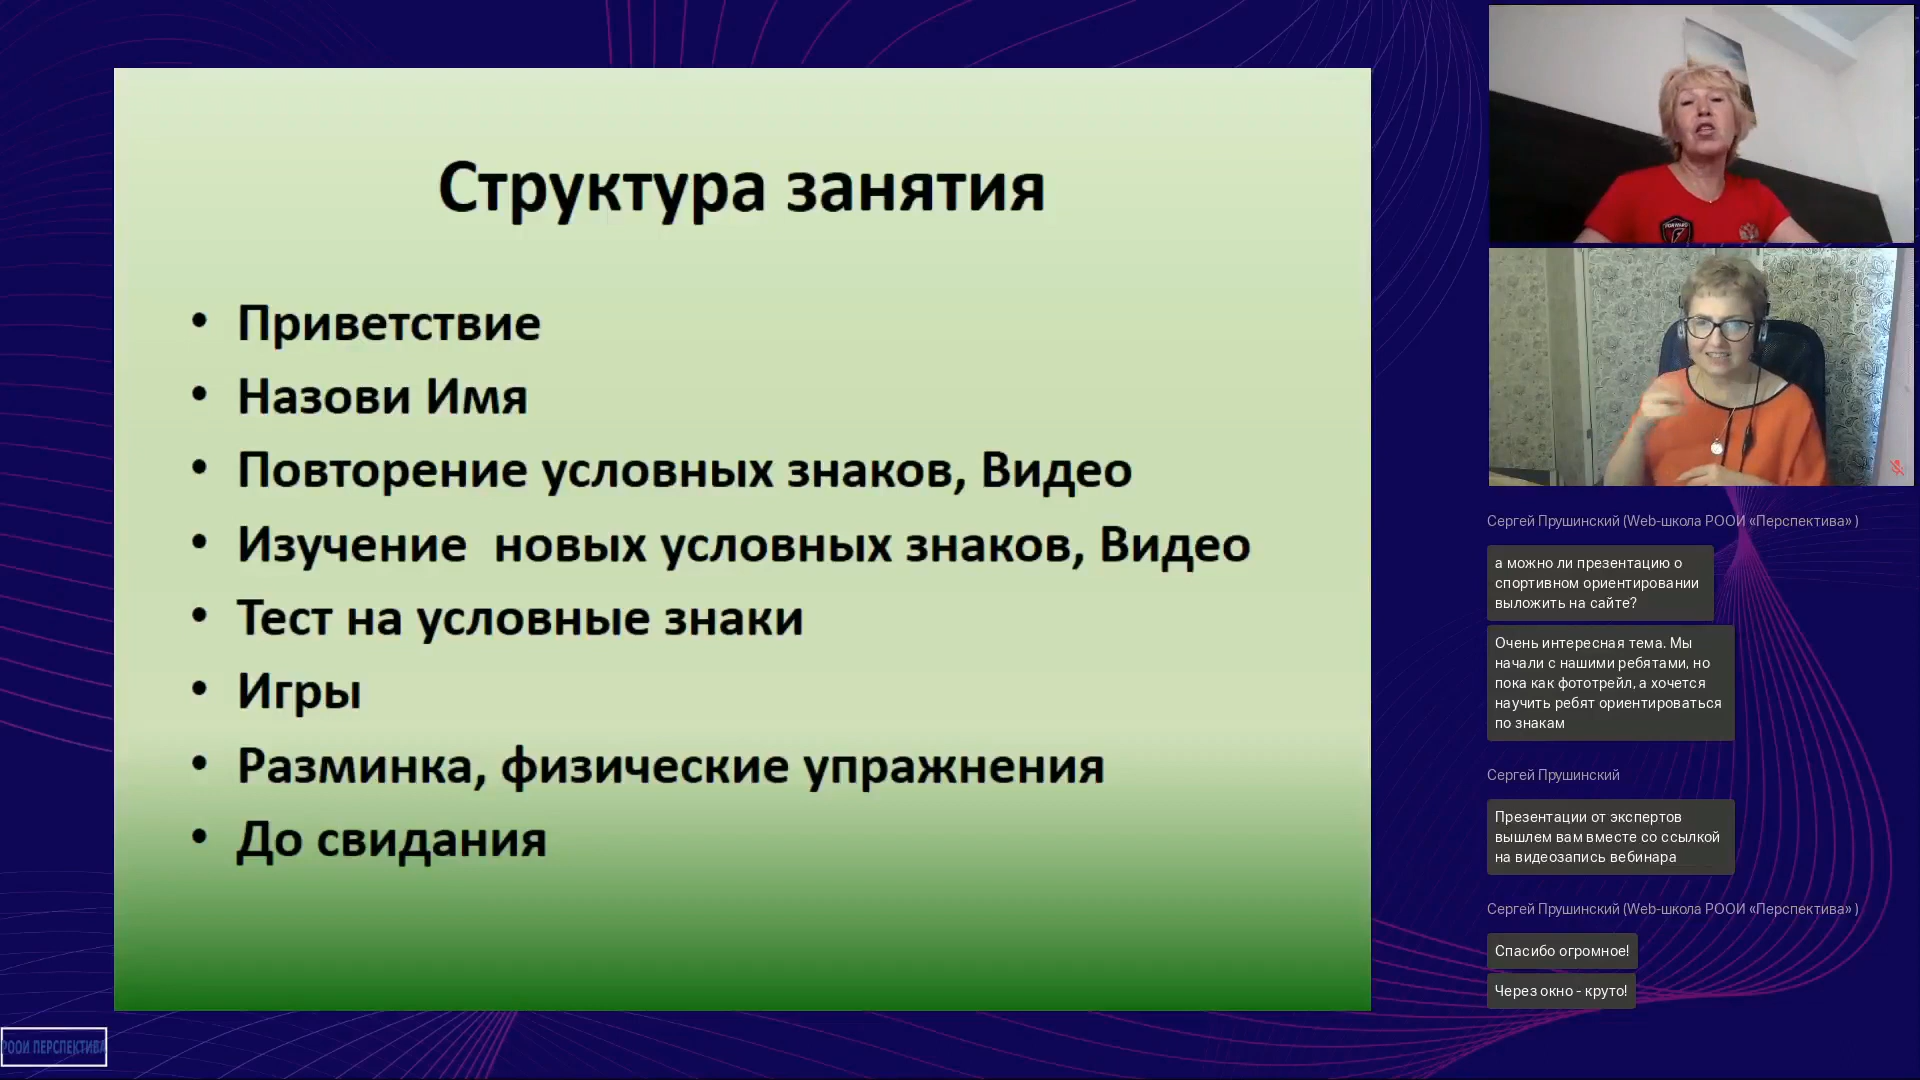 Структура занятия
• Приветствие
• Назови Имя
• Повторение условных знаков, Видео
• Изучение  новых условных знаков, Видео
• Тест на условные знаки
• Игры
• Разминка, физические упражнения
• До свидания
РООИ ПЕРСПЕКТИВА
FORWARD
Сергей Прушинский (Web-школа РООИ «Перспектива» )
а можно ли презентацию о
спортивном ориентировании
выложить на сайте?
Очень интересная тема. Мы
начали с нашими ребятами, но
пока как фототрейл, а хочется
научить ребят ориентироваться
по знакам
Сергей Прушинский
Презентации от экспертов
вышлем вам вместе со ссылкой
на видеозапись вебинара
Сергей Прушинский (Web-школа РООИ «Перспектива» )
Спасибо огромное!
Через окно - круто!